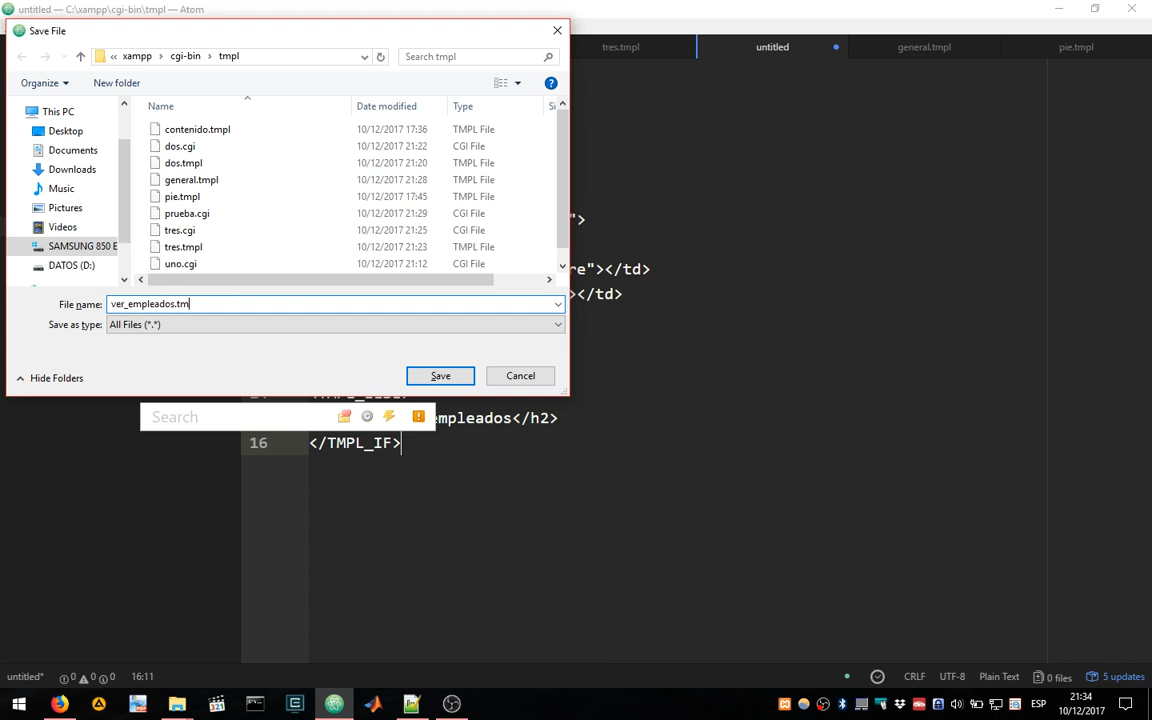 untitled — C:\xampp\cgi-bin\tmpl — Atom
Save File
« xampp > cgi-bin > tmpl
Search tmpl
tres.tmpl
untitled
general.tmpl
pie.tmpl
Organize
New folder
This PC
Desktop
Documents
Downloads
Music
Pictures
Videos
SAMSUNG 850 E
DATOS (D:)
Name Date modified Type Si
contenido.tmpl 10/12/2017 17:36 TMPL File
dos.cgi 10/12/2017 21:22 CGI File
dos.tmpl 10/12/2017 21:20 TMPL File
general.tmpl 10/12/2017 21:28 TMPL File
pie.tmpl 10/12/2017 17:45 TMPL File
prueba.cgi 10/12/2017 21:29 CGI File
tres.cgi 10/12/2017 21:25 CGI File
tres.tmpl 10/12/2017 21:23 TMPL File
uno.cgi 10/12/2017 21:12 CGI File
">
re"></td>
></td>
File name: ver_empleados.tm
Save as type: All Files (*.*)
Hide Folders
Save
Cancel
Search
empleados</h2>
16 </TMPL_IF>
untitled* 0 0 0 16:11
CRLF UTF-8 Plain Text 0 files 5 updates
ESP
21:34
10/12/2017